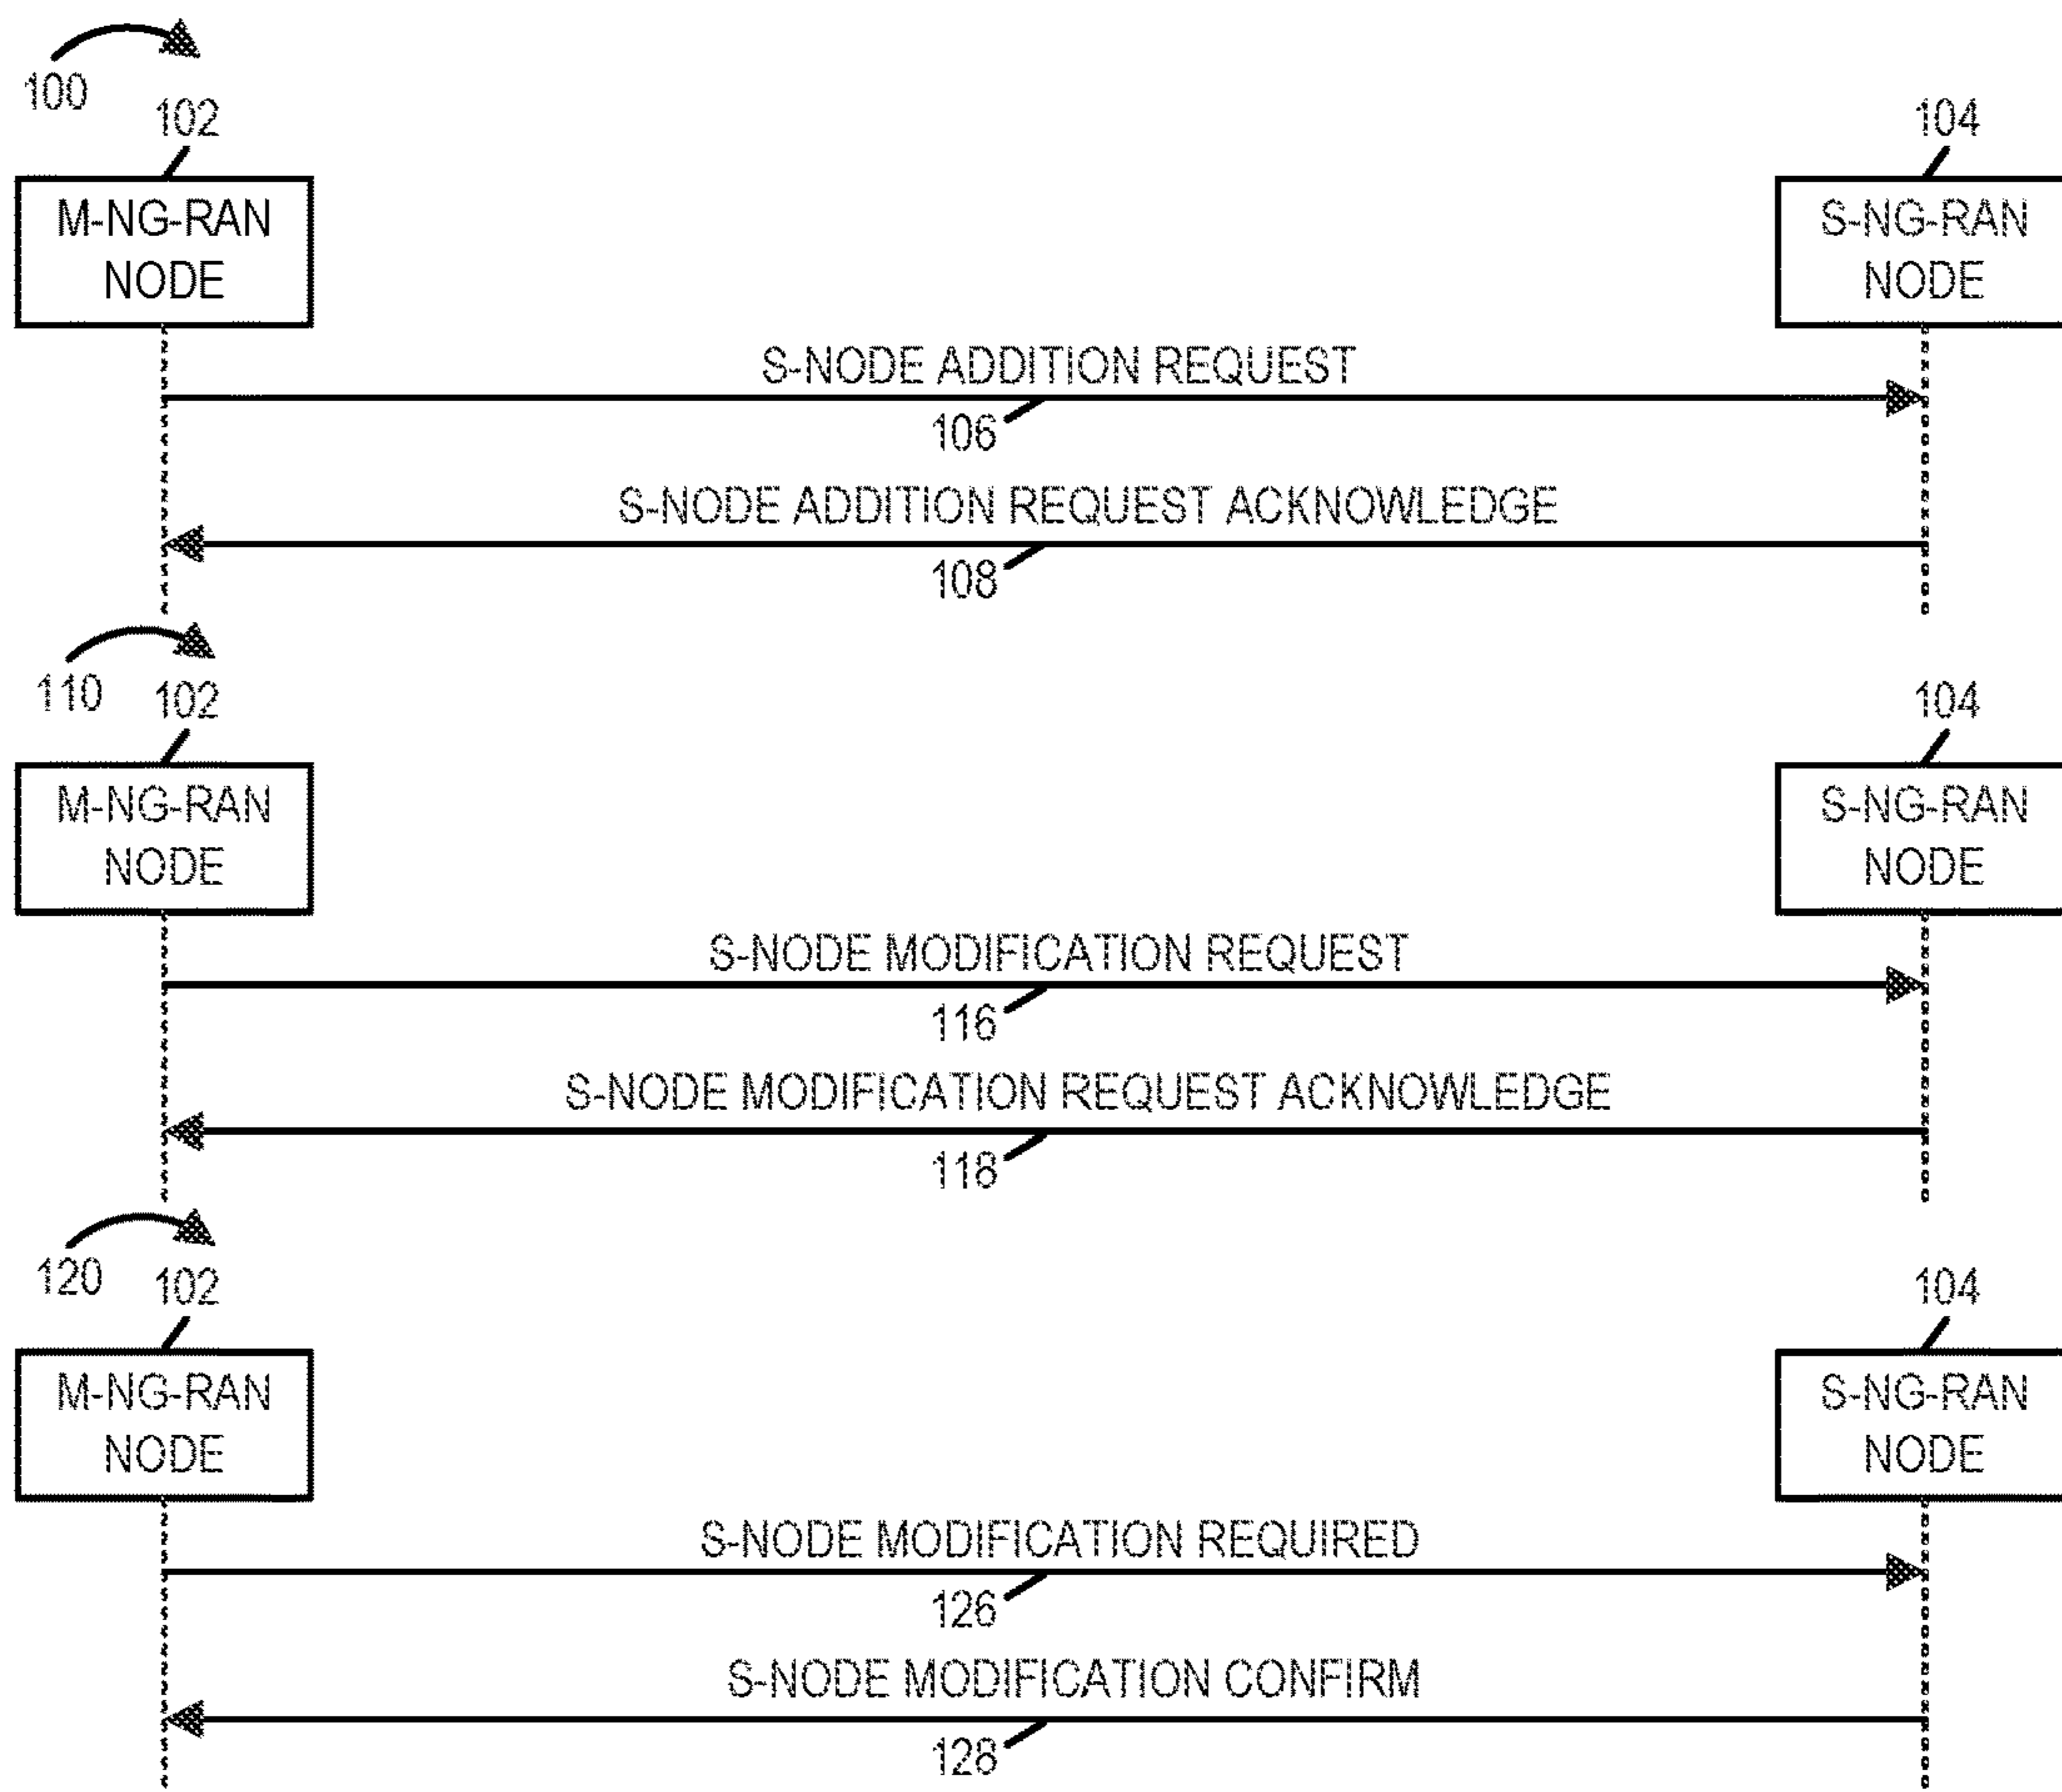 100
102
104
M-NG-RAN
NODE
S-NG-RAN
NODE
S-NODE ADDITION REQUEST
106
S-NODE ADDITION REQUEST ACKNOWLEDGE
108
110
102
104
M-NG-RAN
NODE
S-NG-RAN
NODE
S-NODE MODIFICATION REQUEST
116
S-NODE MODIFICATION REQUEST ACKNOWLEDGE
118
120
102
104
M-NG-RAN
NODE
S-NG-RAN
NODE
S-NODE MODIFICATION REQUIRED
126
S-NODE MODIFICATION CONFIRM
128